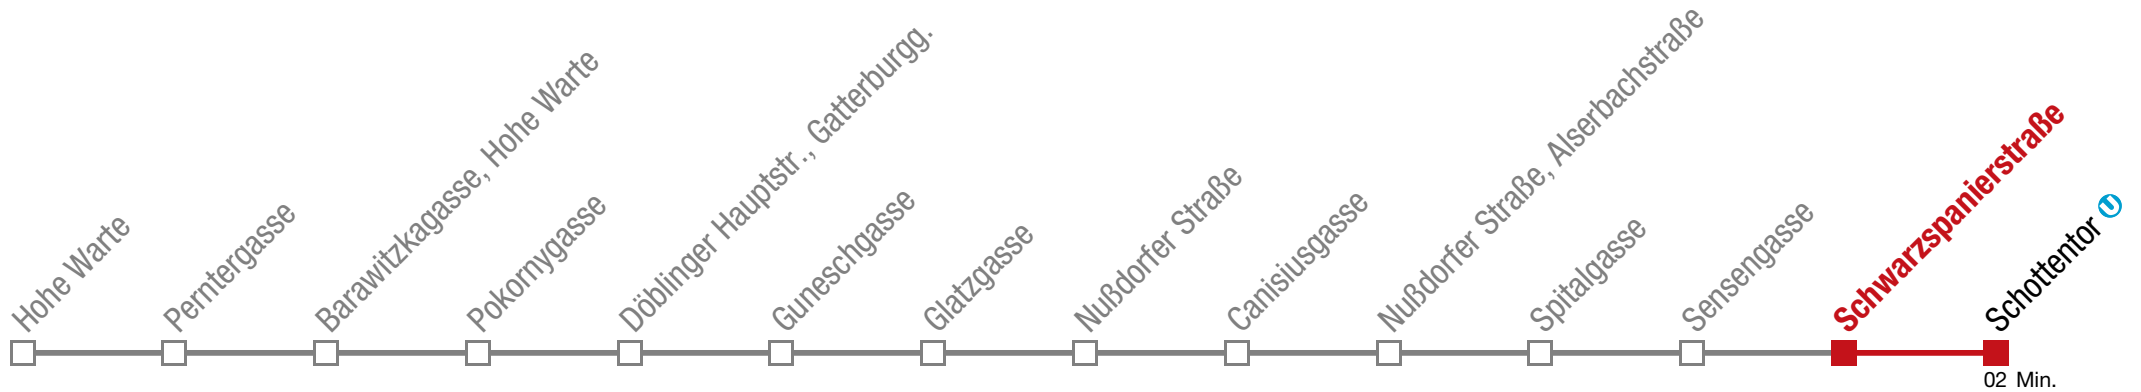 Hohe Warte
Perntergasse
Barawitzkagasse, Hohe Warte
Pokornygasse
Döblinger Hauptstr., Gatterburgg.
Guneschgasse
Glatzgasse
Nußdorfer Straße
Canisiusgasse
Nußdorfer Straße, Alserbachstraße
Spitalgasse
Sensengasse
Schwarzspanierstraße
Schottentor U
02 Min.